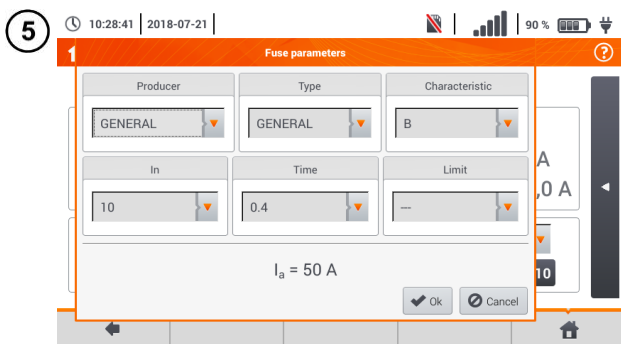 5
10:28:41 2018-07-21 90 %
1 Fuse parameters ?
Producer Type Characteristic
GENERAL GENERAL B
In Time Limit
10 0.4 ---
A
,0 A
Ia = 50 A
10
Ok Cancel